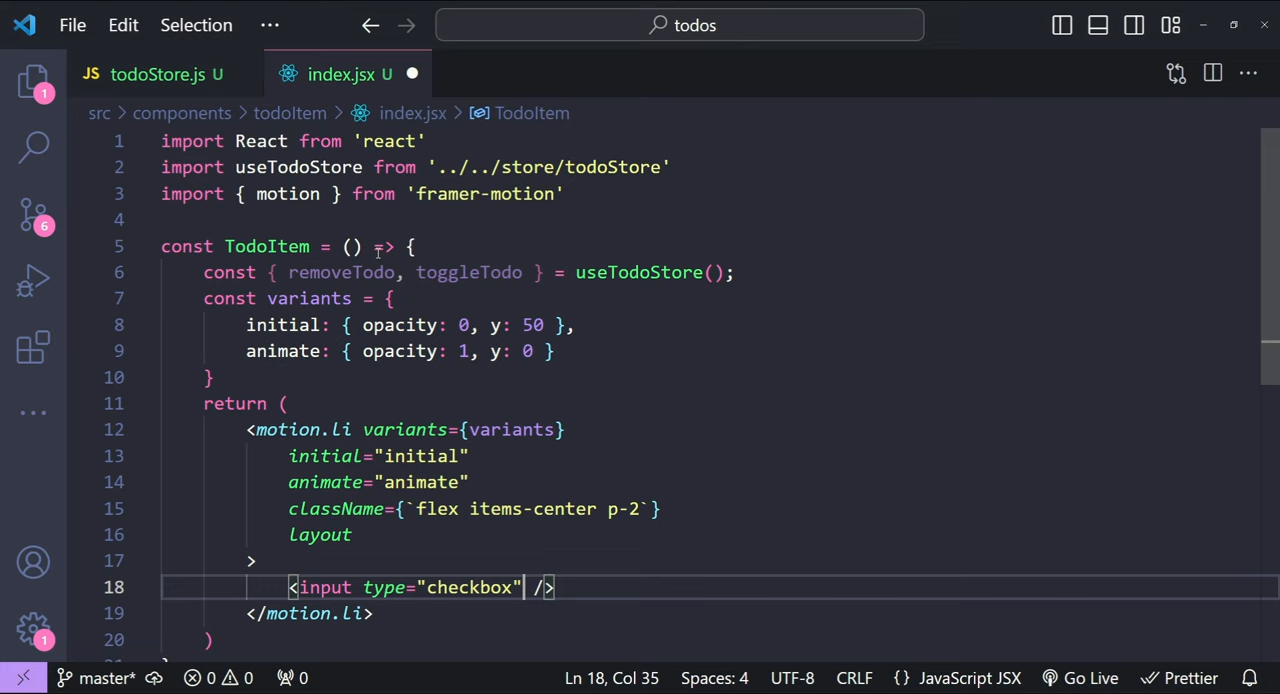 File Edit Selection ··· todos
JS todoStore.js U index.jsx U
src > components > todoItem > index.jsx > TodoItem
1 import React from 'react'
2 import useTodoStore from '../../store/todoStore'
3 import { motion } from 'framer-motion'
4
5 const TodoItem = () => {
6 const { removeTodo, toggleTodo } = useTodoStore();
7 const variants = {
8 initial: { opacity: 0, y: 50 },
9 animate: { opacity: 1, y: 0 }
10 }
11 return (
12 <motion.li variants={variants}
13 initial="initial"
14 animate="animate"
15 className={`flex items-center p-2`}
16 layout
17 >
18 <input type="checkbox" />
19 </motion.li>
20 )
1
6
1
master* 0 0 0 Ln 18, Col 35 Spaces: 4 UTF-8 CRLF {} JavaScript JSX Go Live Prettier